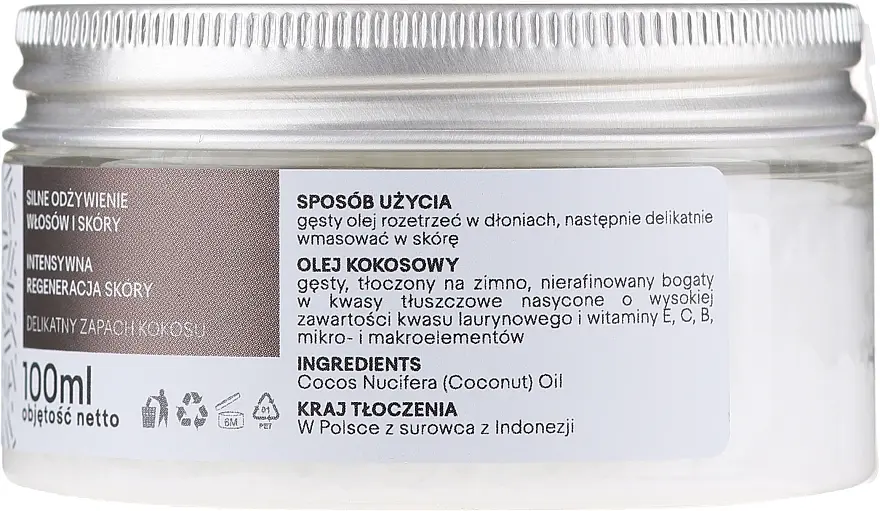 SILNE ODŻYWIENIE
WŁOSÓW I SKÓRY
INTENSYWNA
REGENERACJA SKÓRY
DELIKATNY ZAPACH KOKOSU
100ml
objętość netto
6M
01
PET
SPOSÓB UŻYCIA
gęsty olej rozetrzeć w dłoniach, następnie delikatnie
wmasować w skórę
OLEJ KOKOSOWY
gęsty, tłoczony na zimno, nierafinowany bogaty
w kwasy tłuszczowe nasycone o wysokiej
zawartości kwasu laurynowego i witaminy E, C, B,
mikro- i makroelementów
INGREDIENTS
Cocos Nucifera (Coconut) Oil
KRAJ TŁOCZENIA
W Polsce z surowca z Indonezji